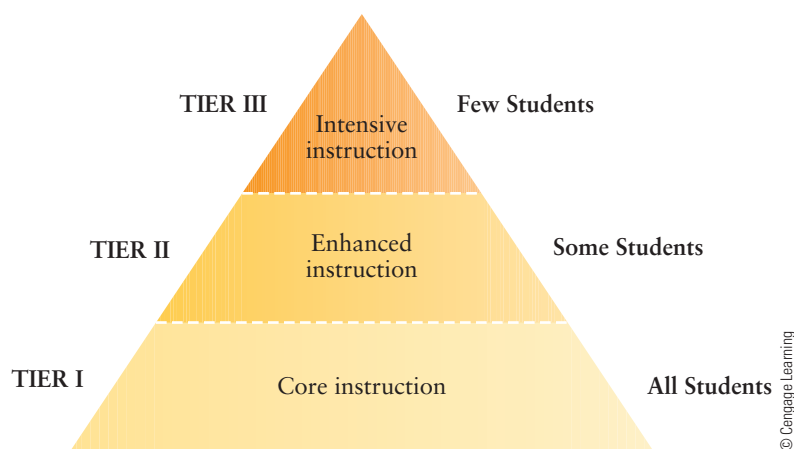 TIER III
Intensive
instruction
Few Students
TIER II
Enhanced
instruction
Some Students
TIER I
Core instruction
All Students
© Cengage Learning